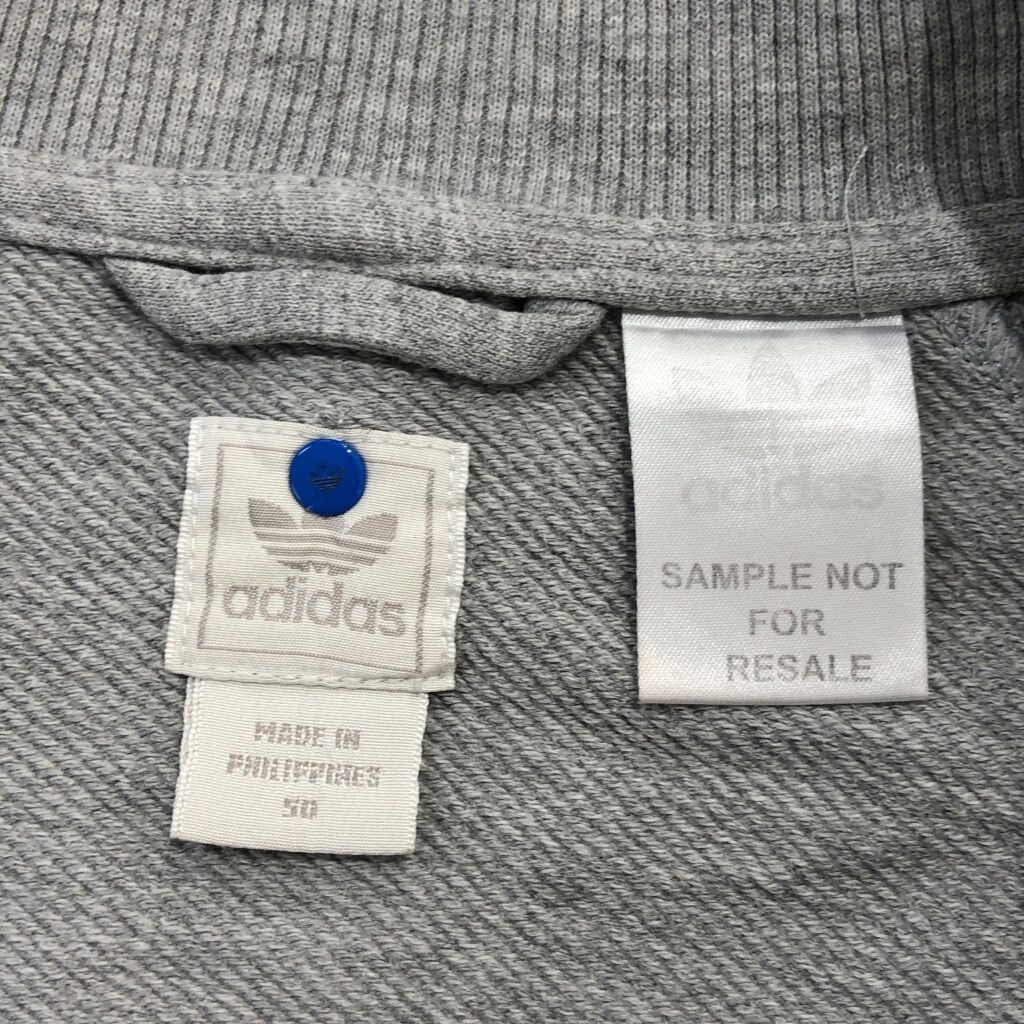 adidas
MADE IN
PHILIPPINES
50
adidas
SAMPLE NOT
FOR
RESALE